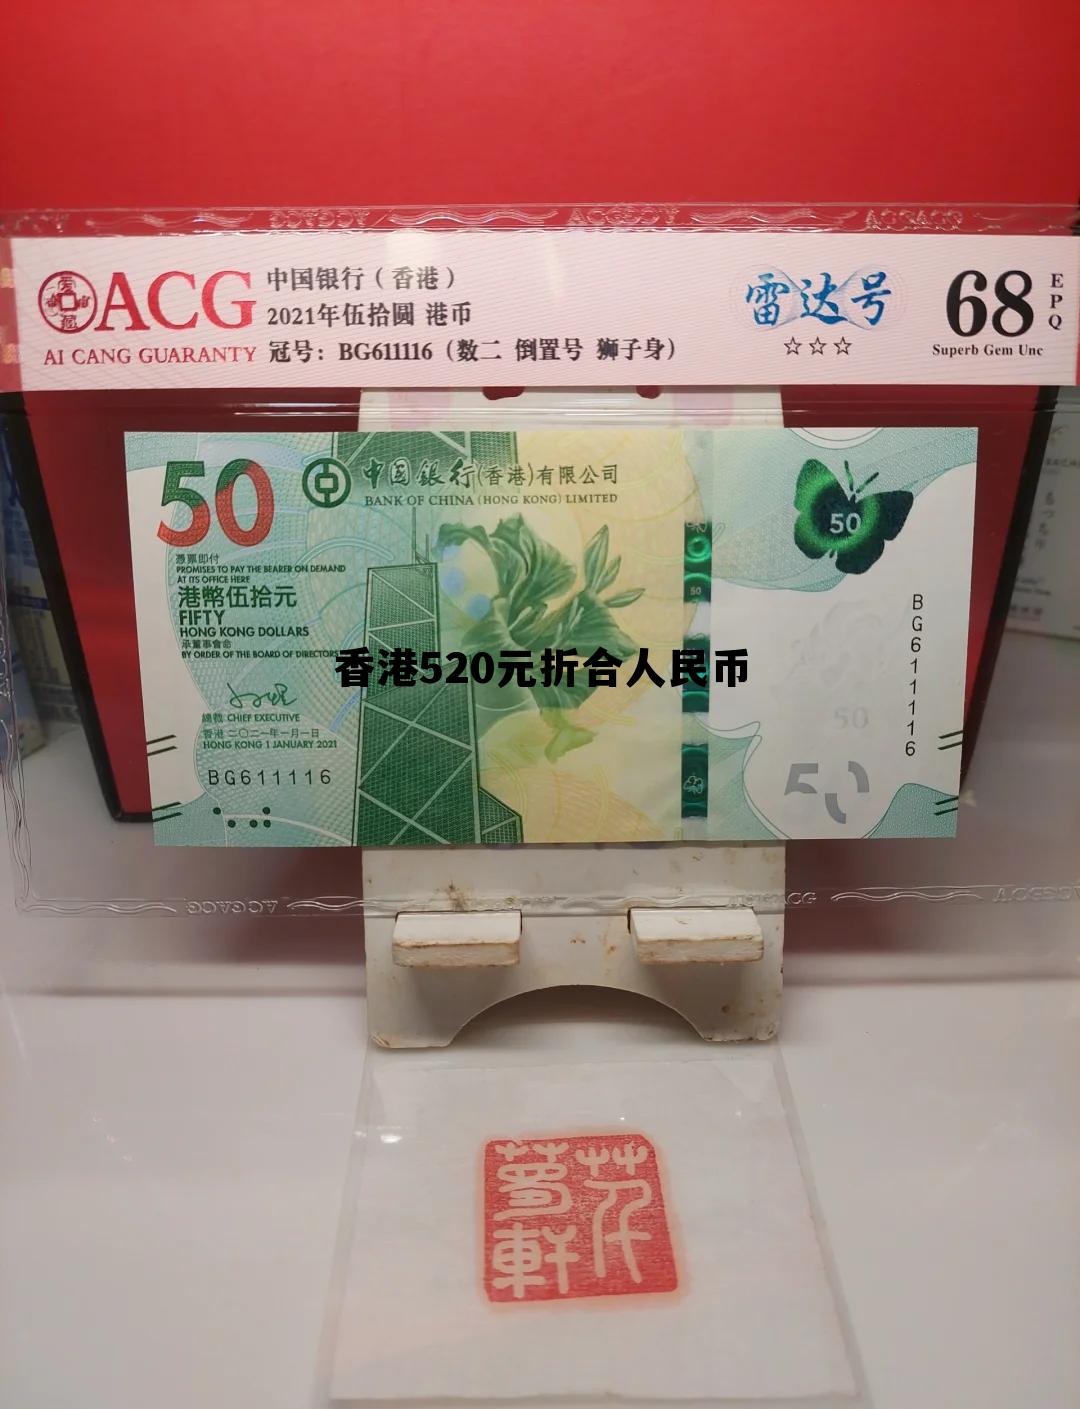 ACG
AI CANG GUARANTY
中国银行（香港）
2021年伍拾圓 港币
冠号：BG611116（数二 倒置号 狮子身）
雷达号
☆☆☆
68
EPQ
Superb Gem Unc
50
中国銀行(香港)有限公司
BANK OF CHINA (HONG KONG) LIMITED
憑票即付
PROMISES TO PAY THE BEARER ON DEMAND
AT ITS OFFICE HERE
港幣伍拾元
FIFTY
HONG KONG DOLLARS
承董事會命
BY ORDER OF THE BOARD OF DIRECTORS
總裁 CHIEF EXECUTIVE
香港 二〇二一年一月一日
HONG KONG 1 JANUARY 2021
BG611116
50
50
BG611116
50
50
香港520元折合人民币